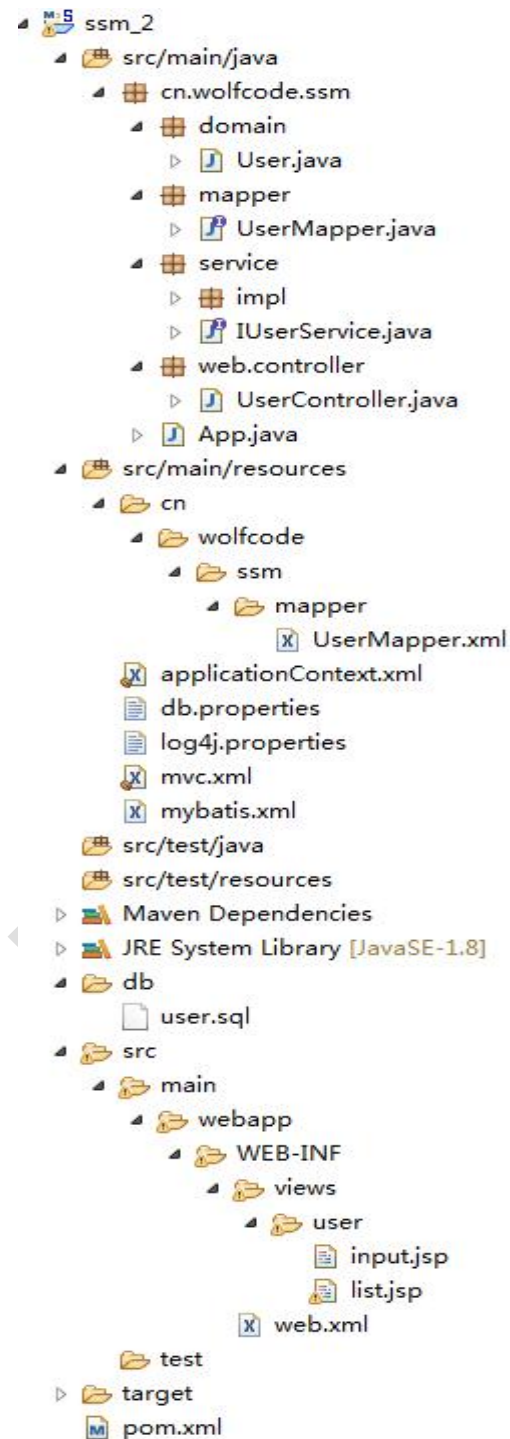 ssm_2
src/main/java
cn.wolfcode.ssm
domain
User.java
mapper
UserMapper.java
service
impl
IUserService.java
web.controller
UserController.java
App.java
src/main/resources
cn
wolfcode
ssm
mapper
UserMapper.xml
applicationContext.xml
db.properties
log4j.properties
mvc.xml
mybatis.xml
src/test/java
src/test/resources
Maven Dependencies
JRE System Library [JavaSE-1.8]
db
user.sql
src
main
webapp
WEB-INF
views
user
input.jsp
list.jsp
web.xml
test
target
pom.xml